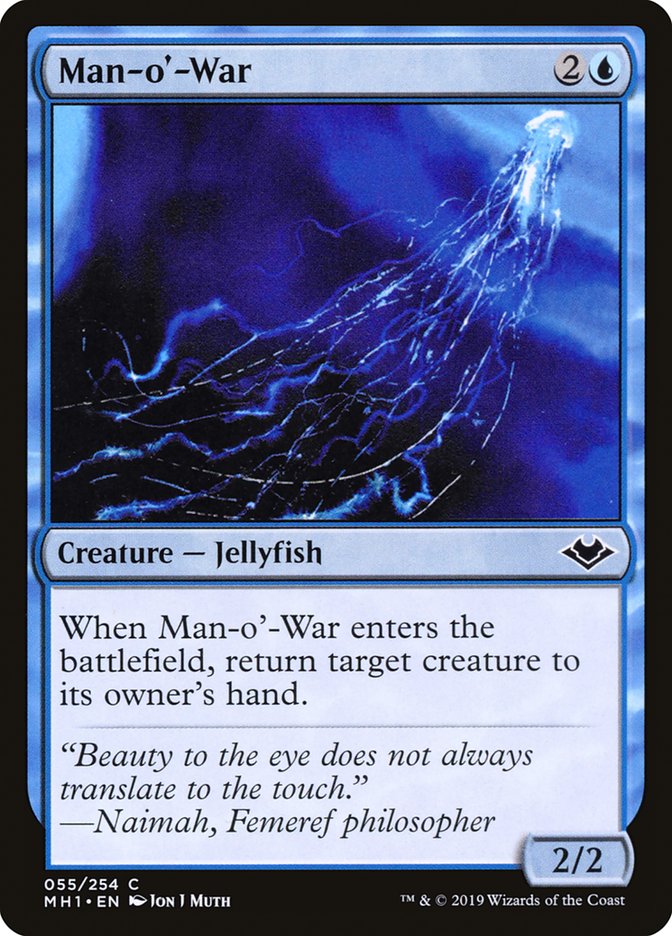 Man-o'-War
2
Creature — Jellyfish
When Man-o'-War enters the
battlefield, return target creature to
its owner's hand.
“Beauty to the eye does not always
translate to the touch.”
—Naimah, Femeref philosopher
2/2
055/254 C
MH1 • EN Jon J Muth
™ & © 2019 Wizards of the Coast